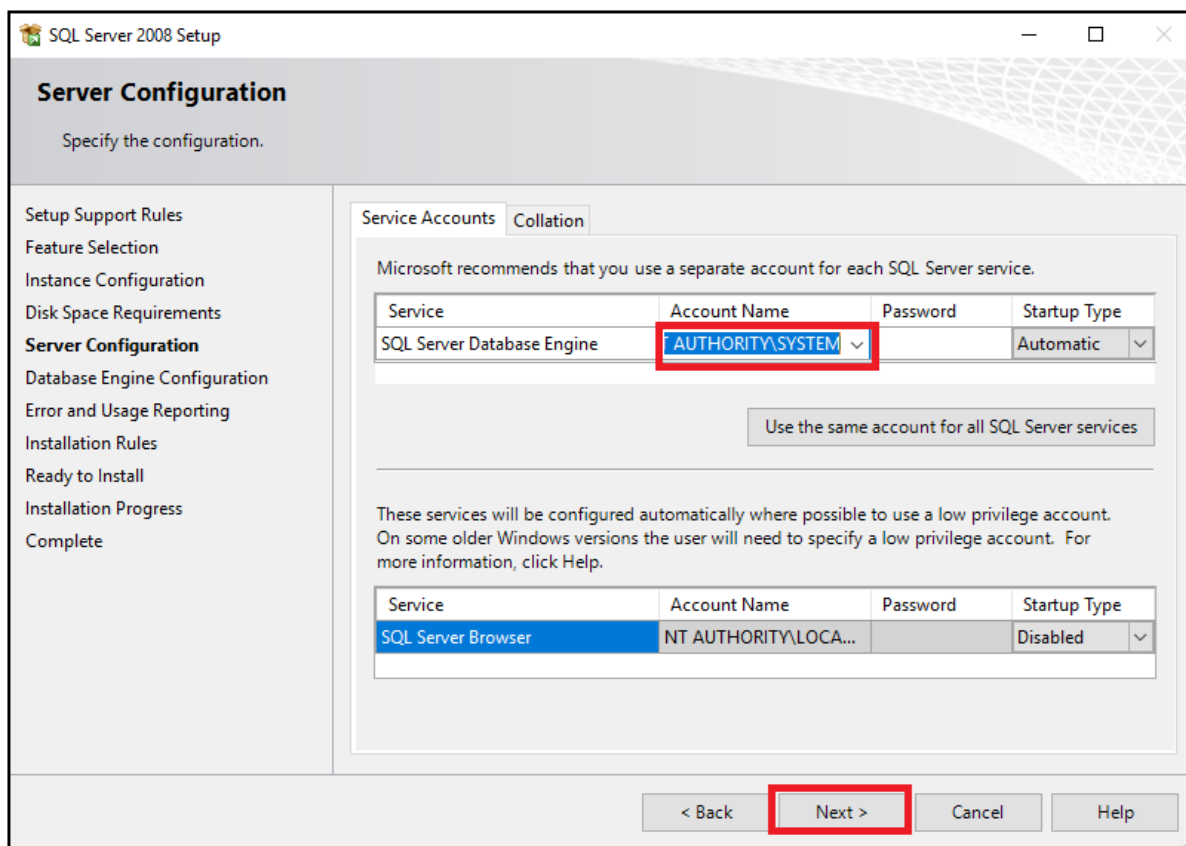 SQL Server 2008 Setup
Server Configuration
Specify the configuration.
Setup Support Rules
Feature Selection
Instance Configuration
Disk Space Requirements
Server Configuration
Database Engine Configuration
Error and Usage Reporting
Installation Rules
Ready to Install
Installation Progress
Complete
Service Accounts Collation
Microsoft recommends that you use a separate account for each SQL Server service.
Service Account Name Password Startup Type
SQL Server Database Engine T AUTHORITY\SYSTEM Automatic
Use the same account for all SQL Server services
These services will be configured automatically where possible to use a low privilege account.
On some older Windows versions the user will need to specify a low privilege account. For
more information, click Help.
Service Account Name Password Startup Type
SQL Server Browser NT AUTHORITY\LOCA... Disabled
< Back Next > Cancel Help